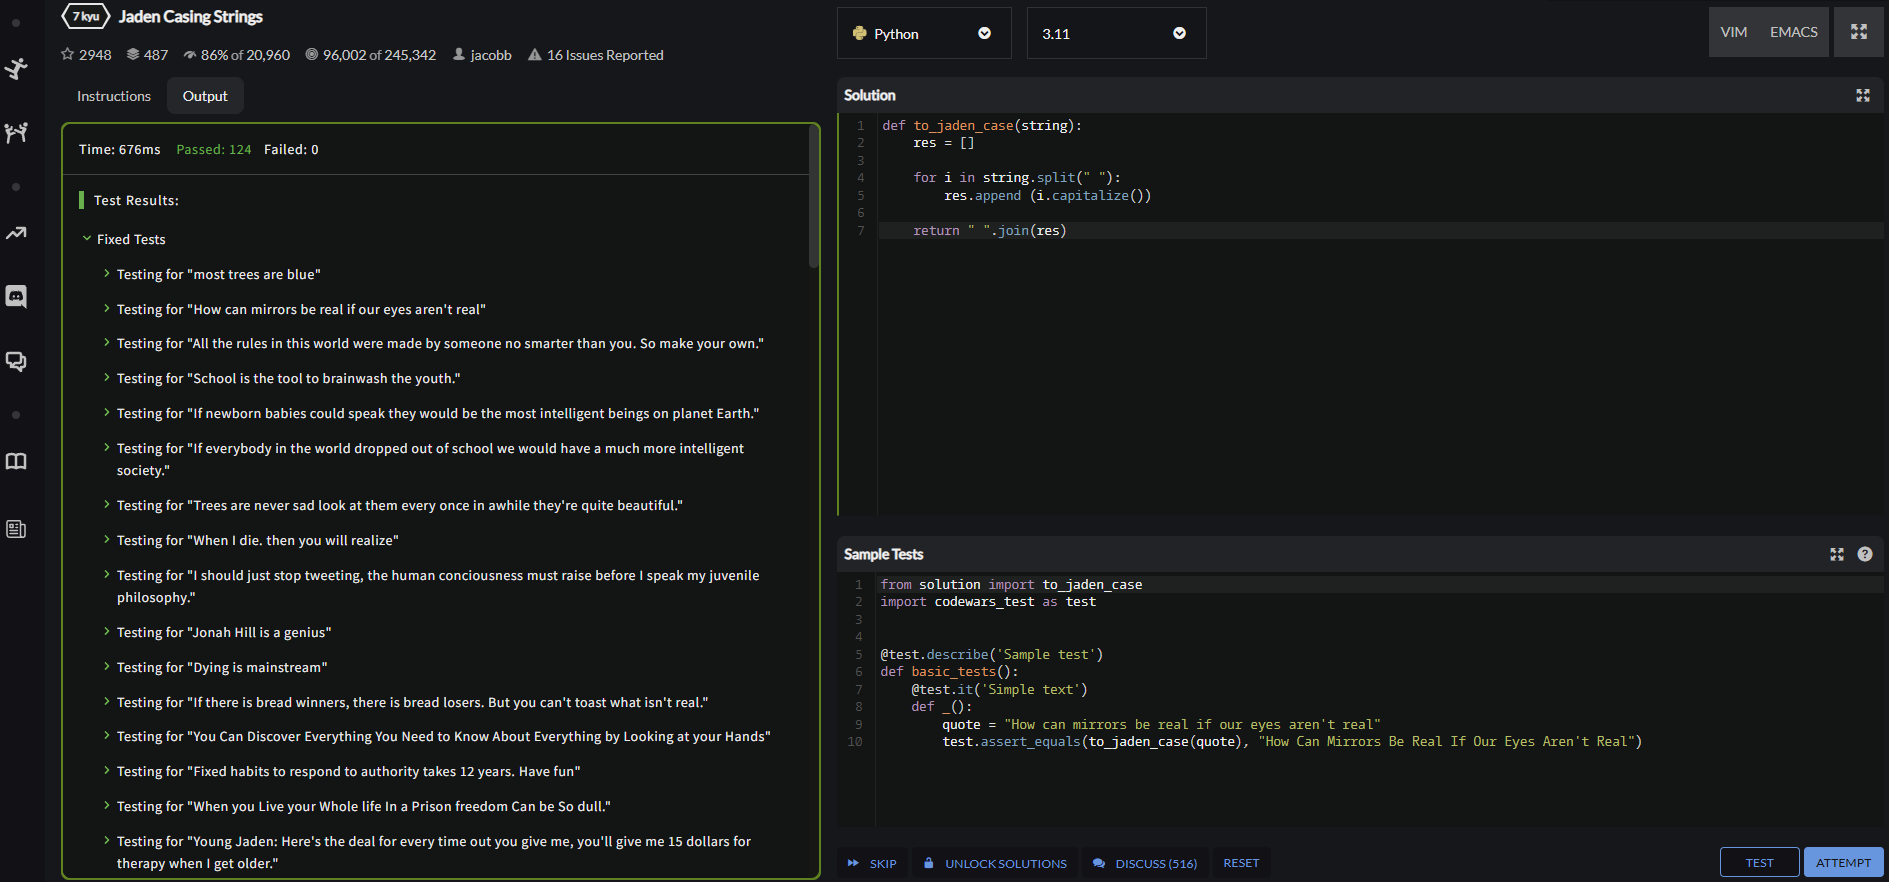 7 kyu Jaden Casing Strings
2948 487 86% of 20,960 96,002 of 245,342 jacobb 16 Issues Reported
Instructions Output
Time: 676ms Passed: 124 Failed: 0
Test Results:
Fixed Tests
Testing for "most trees are blue"
Testing for "How can mirrors be real if our eyes aren't real"
Testing for "All the rules in this world were made by someone no smarter than you. So make your own."
Testing for "School is the tool to brainwash the youth."
Testing for "If newborn babies could speak they would be the most intelligent beings on planet Earth."
Testing for "If everybody in the world dropped out of school we would have a much more intelligent
society."
Testing for "Trees are never sad look at them every once in awhile they're quite beautiful."
Testing for "When I die. then you will realize"
Testing for "I should just stop tweeting, the human conciousness must raise before I speak my juvenile
philosophy."
Testing for "Jonah Hill is a genius"
Testing for "Dying is mainstream"
Testing for "If there is bread winners, there is bread losers. But you can't toast what isn't real."
Testing for "You Can Discover Everything You Need to Know About Everything by Looking at your Hands"
Testing for "Fixed habits to respond to authority takes 12 years. Have fun"
Testing for "When you Live your Whole life In a Prison freedom Can be So dull."
Testing for "Young Jaden: Here's the deal for every time out you give me, you'll give me 15 dollars for
therapy when I get older."
Python 3.11 VIM EMACS
Solution
1 def to_jaden_case(string):
2     res = []
3
4     for i in string.split(" "):
5         res.append (i.capitalize())
6
7     return " ".join(res)
Sample Tests
1 from solution import to_jaden_case
2 import codewars_test as test
3
4
5 @test.describe('Sample test')
6 def basic_tests():
7     @test.it('Simple text')
8     def _():
9         quote = "How can mirrors be real if our eyes aren't real"
10         test.assert_equals(to_jaden_case(quote), "How Can Mirrors Be Real If Our Eyes Aren't Real")
SKIP UNLOCK SOLUTIONS DISCUSS (516) RESET TEST ATTEMPT